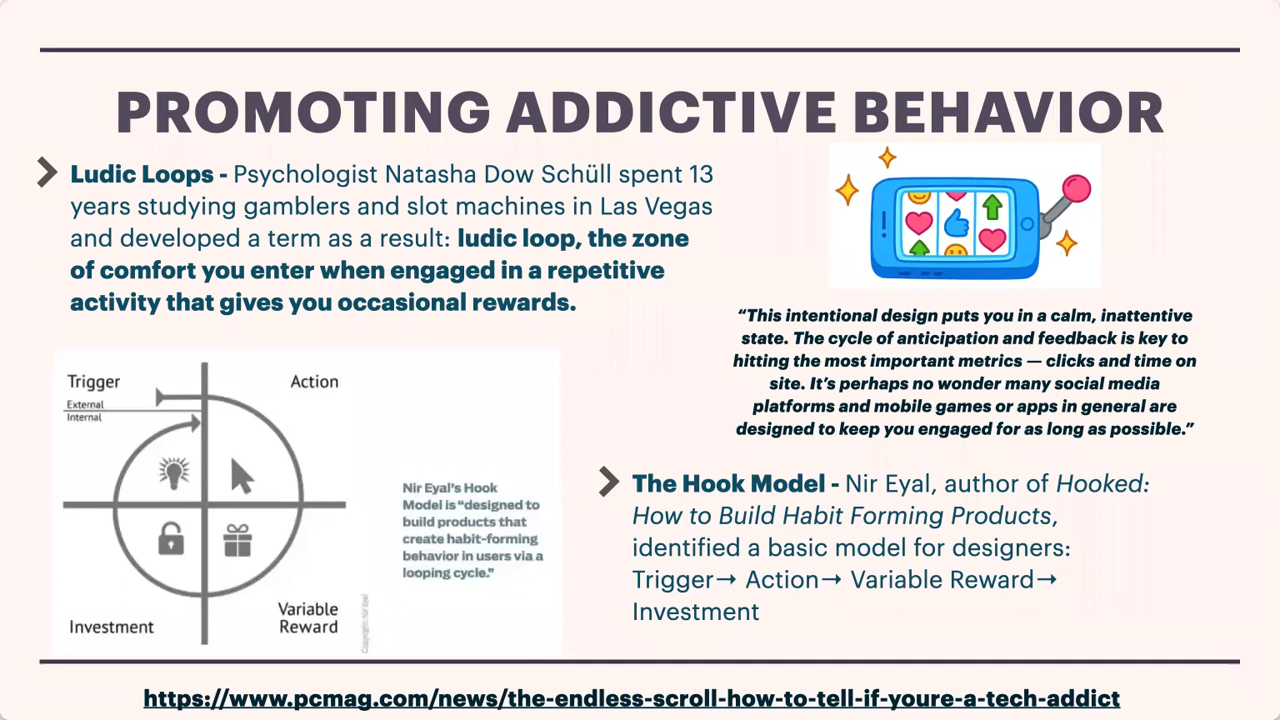 PROMOTING ADDICTIVE BEHAVIOR
Ludic Loops - Psychologist Natasha Dow Schüll spent 13
years studying gamblers and slot machines in Las Vegas
and developed a term as a result: ludic loop, the zone
of comfort you enter when engaged in a repetitive
activity that gives you occasional rewards.
“This intentional design puts you in a calm, inattentive
state. The cycle of anticipation and feedback is key to
hitting the most important metrics — clicks and time on
site. It’s perhaps no wonder many social media
platforms and mobile games or apps in general are
designed to keep you engaged for as long as possible.”
Trigger
Action
External
Internal
Investment
Variable
Reward
Copyright: Nir Eyal
Nir Eyal’s Hook
Model is “designed to
build products that
create habit-forming
behavior in users via a
looping cycle.”
The Hook Model - Nir Eyal, author of Hooked:
How to Build Habit Forming Products,
identified a basic model for designers:
Trigger→ Action→ Variable Reward→
Investment
https://www.pcmag.com/news/the-endless-scroll-how-to-tell-if-youre-a-tech-addict